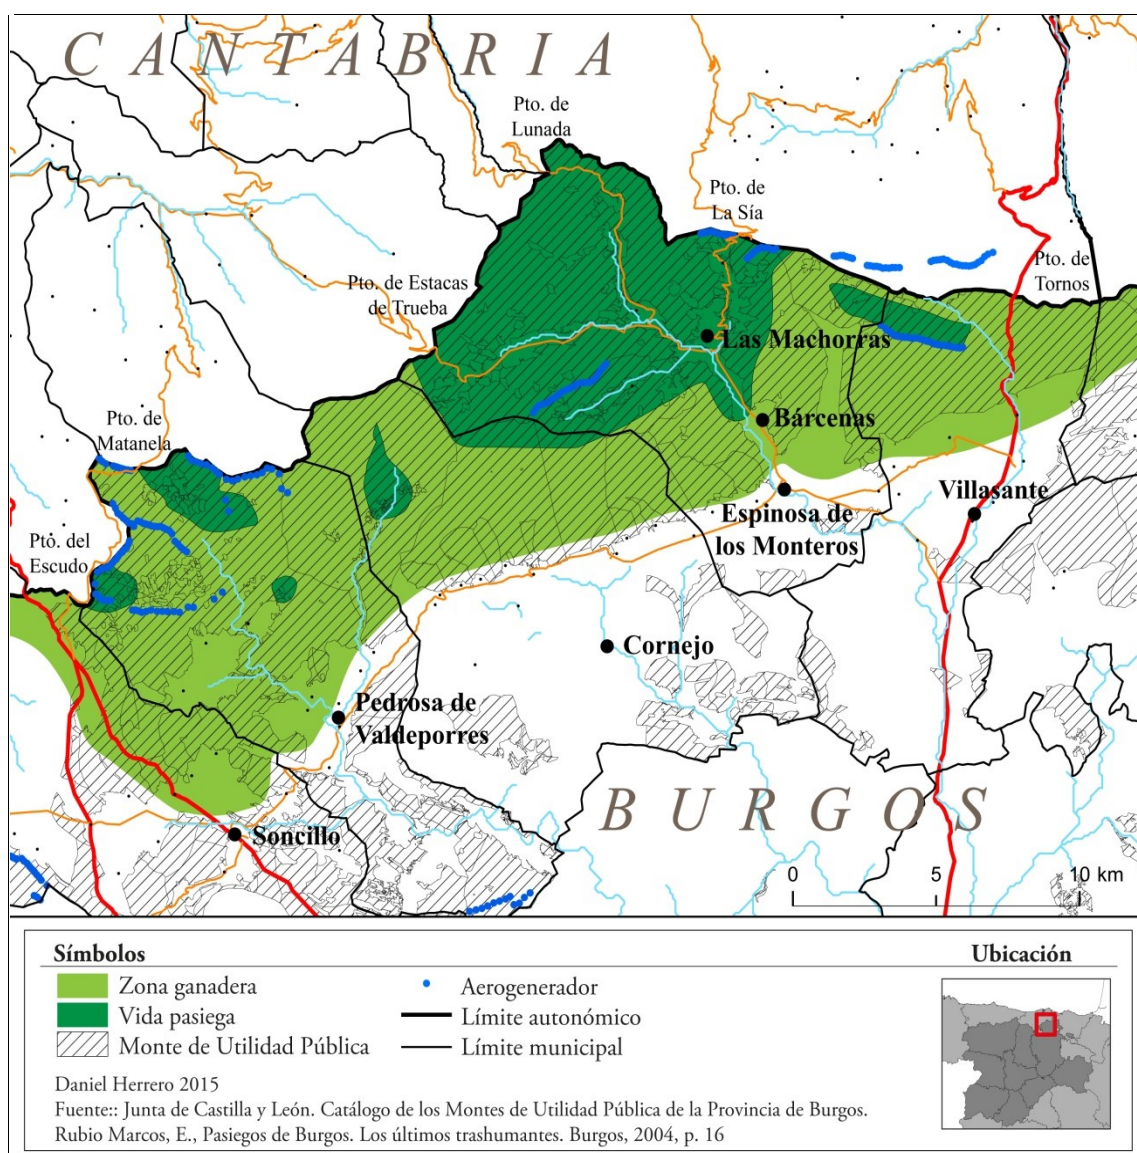 CANTABRIA
Pto. de
Lunada
Pto. de
La Sía
Pto. de
Tornos
Pto. de Estacas
de Trueba
Las Machorras
Pto. de
Matanela
Bárcenas
Villasante
Espinosa de
los Monteros
Pto. del
Escudo
Cornejo
Pedrosa de
Valdeporres
BURGOS
Soncillo
0 5 10 km
Símbolos
Ubicación
Zona ganadera
Aerogenerador
Vida pasiega
Límite autonómico
Monte de Utilidad Pública
Límite municipal
Daniel Herrero 2015
Fuente:: Junta de Castilla y León. Catálogo de los Montes de Utilidad Pública de la Provincia de Burgos.
Rubio Marcos, E., Pasiegos de Burgos. Los últimos trashumantes. Burgos, 2004, p. 16